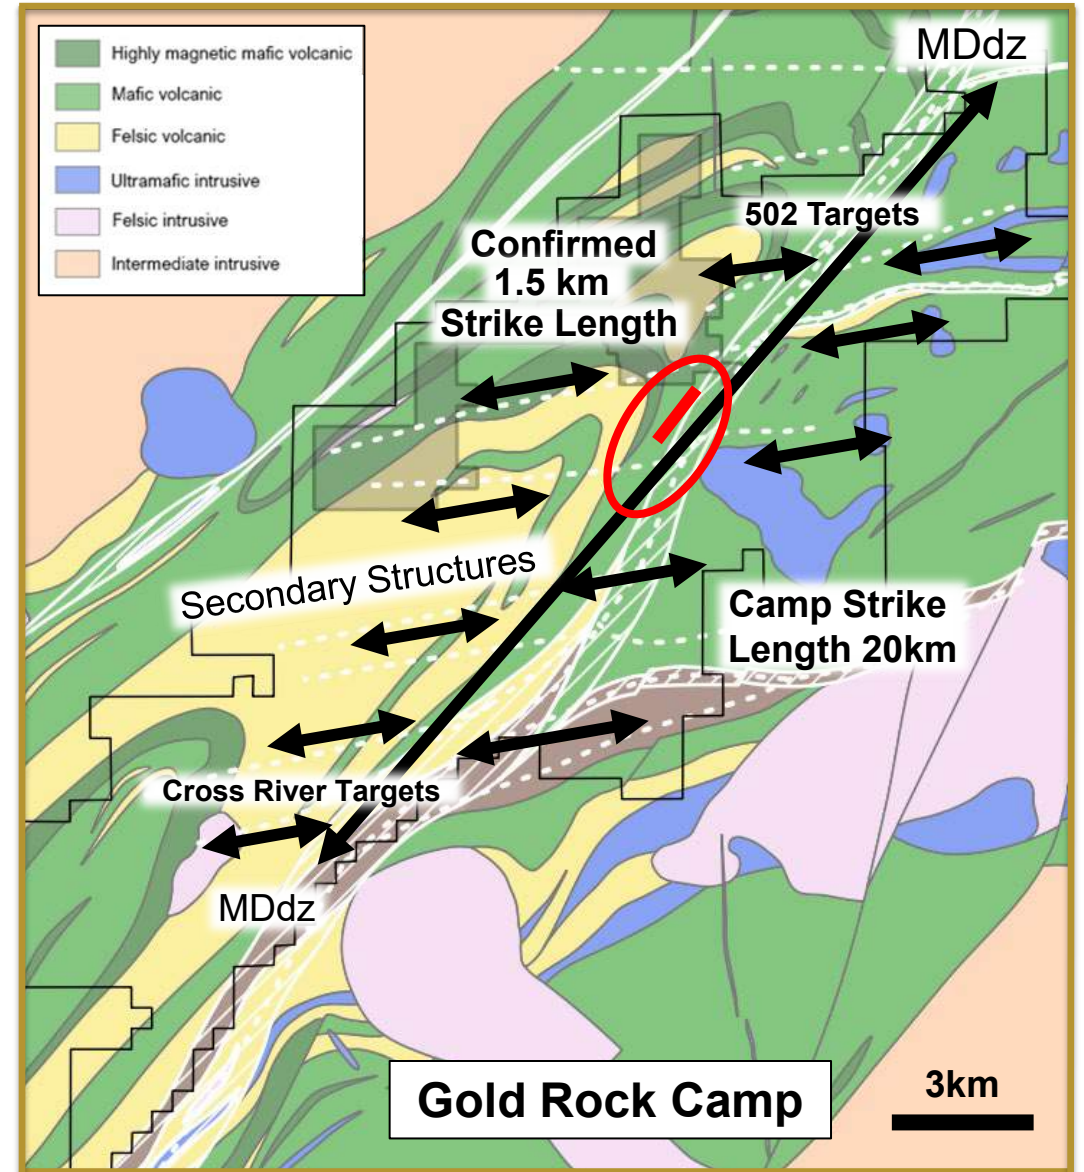 Highly magnetic mafic volcanic
Mafic volcanic
Felsic volcanic
Ultramafic intrusive
Felsic intrusive
Intermediate intrusive
MDdz
502 Targets
Confirmed
1.5 km
Strike Length
Secondary Structures
Camp Strike
Length 20km
Cross River Targets
MDdz
Gold Rock Camp
3km